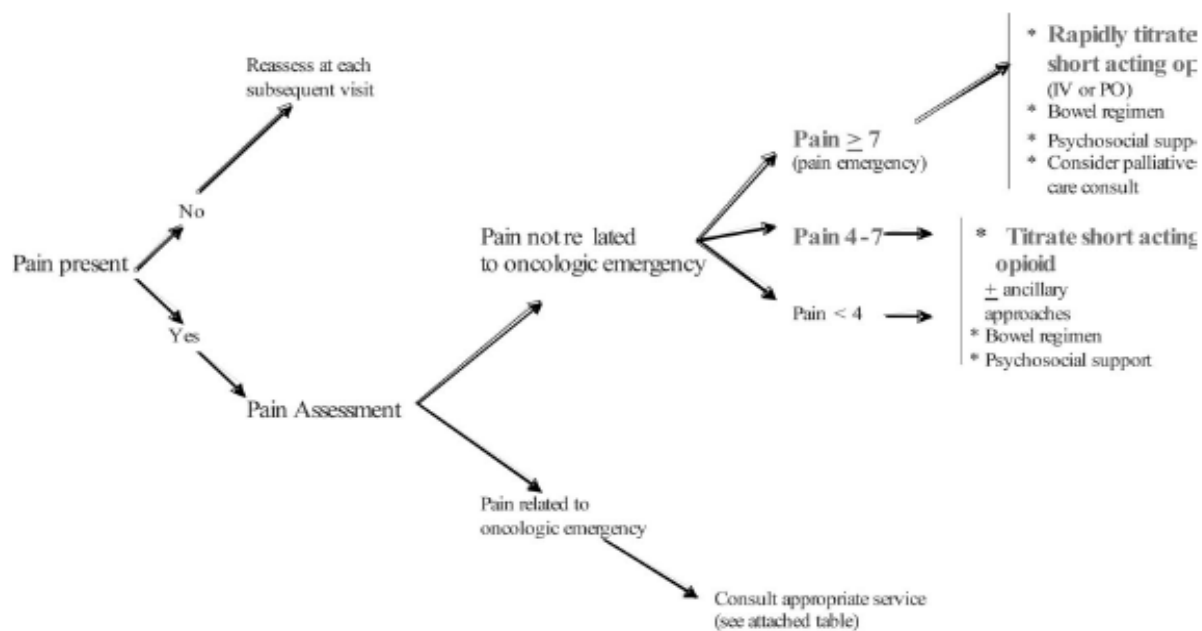 Reassess at each
subsequent visit
No
Pain present
Yes
Pain Assessment
Pain not re lated
to oncologic emergency
Pain related to
oncologic emergency
Consult appropriate service
(see attached table)
Pain ≥ 7
(pain emergency)
Pain 4-7
Pain < 4
* Rapidly titrate
short acting op
(IV or PO)
* Bowel regimen
* Psychosocial supp
* Consider palliative-
care consult
* Titrate short acting
opioid
± ancillary
approaches
* Bowel regimen
* Psychosocial support